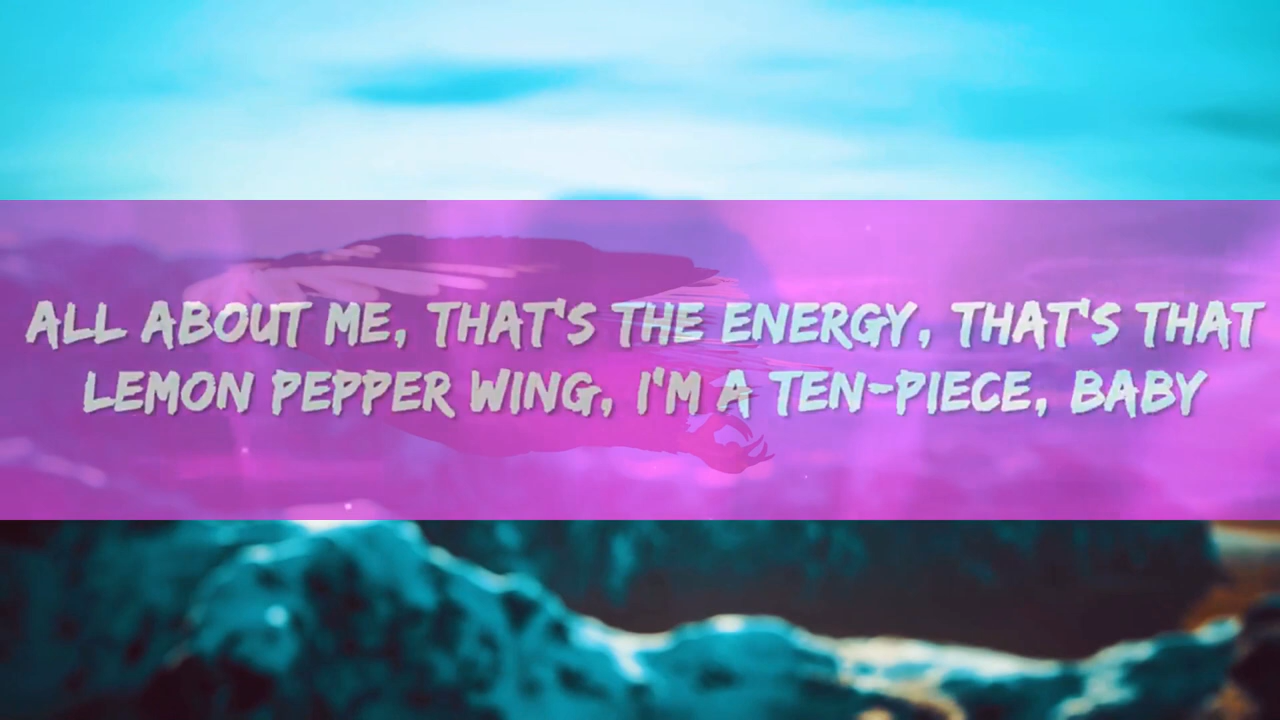 ALL ABOUT ME, THAT'S THE ENERGY, THAT'S THAT
LEMON PEPPER WING, I'M A TEN-PIECE, BABY